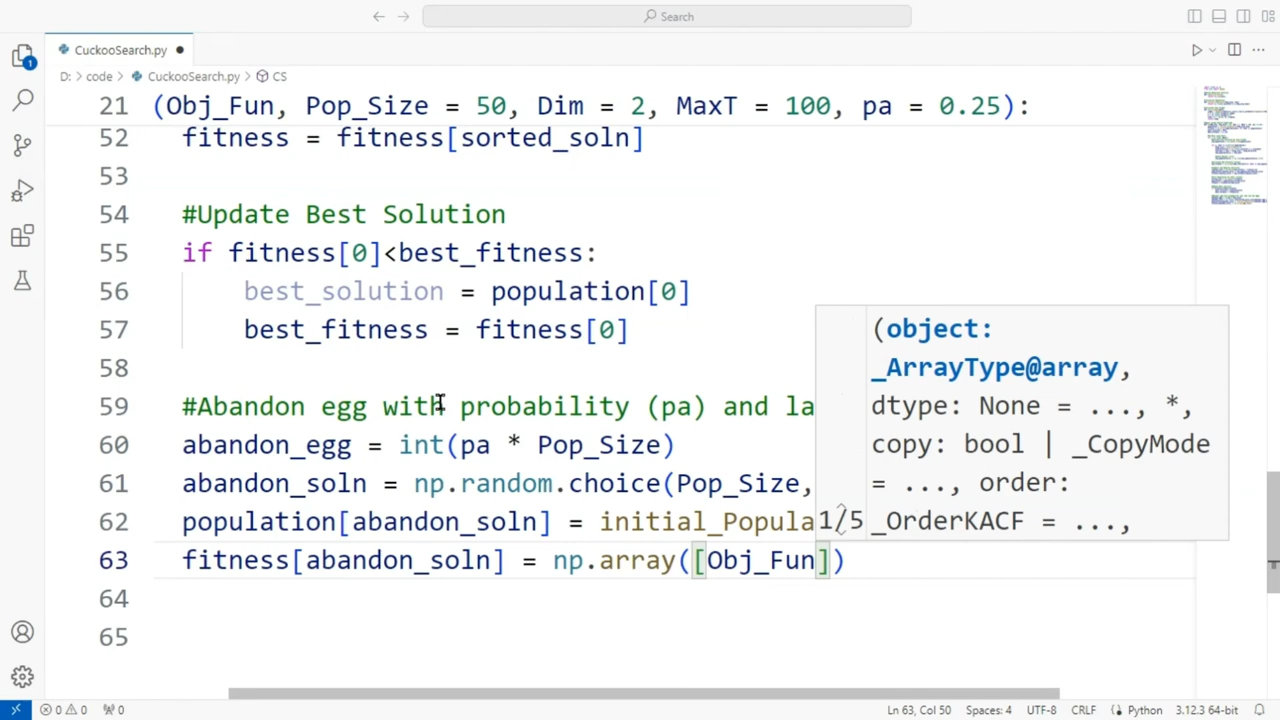 Search
CuckooSearch.py
1
D: > code > CuckooSearch.py > CS
21 (Obj_Fun, Pop_Size = 50, Dim = 2, MaxT = 100, pa = 0.25):
52 fitness = fitness[sorted_soln]
53
54 #Update Best Solution
55 if fitness[0]<best_fitness:
56 best_solution = population[0]
57 best_fitness = fitness[0]
58
59 #Abandon egg with probability (pa) and la
60 abandon_egg = int(pa * Pop_Size)
61 abandon_soln = np.random.choice(Pop_Size,
62 population[abandon_soln] = initial_Popula
63 fitness[abandon_soln] = np.array([Obj_Fun])
64
65
(object:
_ArrayType@array,
dtype: None = ..., *,
copy: bool | _CopyMode
= ..., order:
1/5 _OrderKACF = ...,
0 0 0 Ln 63, Col 50 Spaces: 4 UTF-8 CRLF Python 3.12.3 64-bit